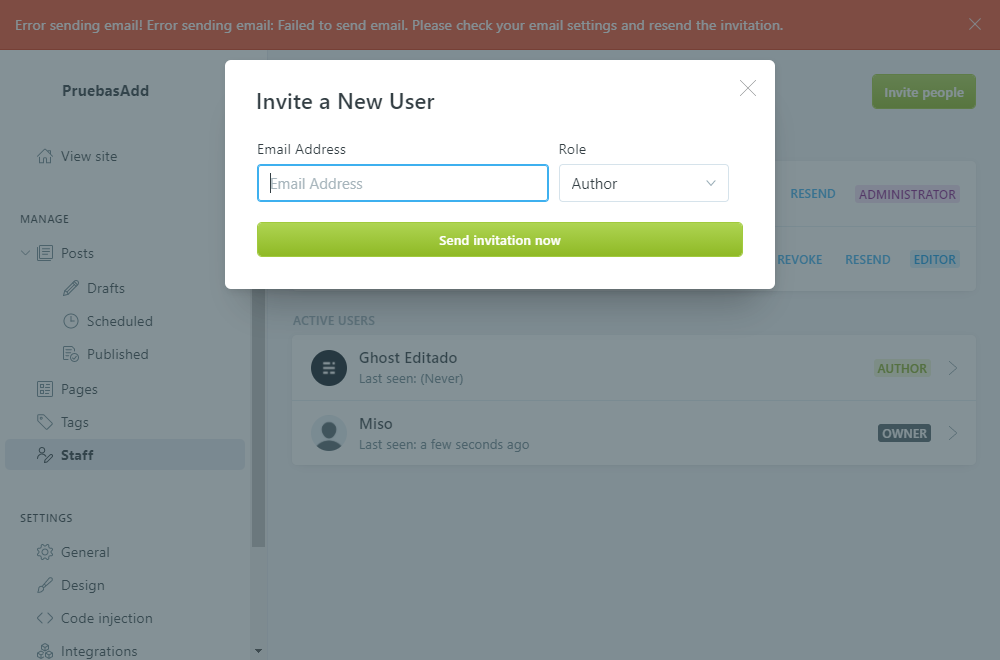 Error sending email! Error sending email: Failed to send email. Please check your email settings and resend the invitation.
PruebasAdd
Invite people
View site
MANAGE
Posts
Drafts
Scheduled
Published
Pages
Tags
Staff
SETTINGS
General
Design
Code injection
Integrations
Invite a New User
Email Address
Role
Email Address
Author
Send invitation now
RESEND
ADMINISTRATOR
REVOKE
RESEND
EDITOR
ACTIVE USERS
Ghost Editado
Last seen: (Never)
AUTHOR
Miso
Last seen: a few seconds ago
OWNER